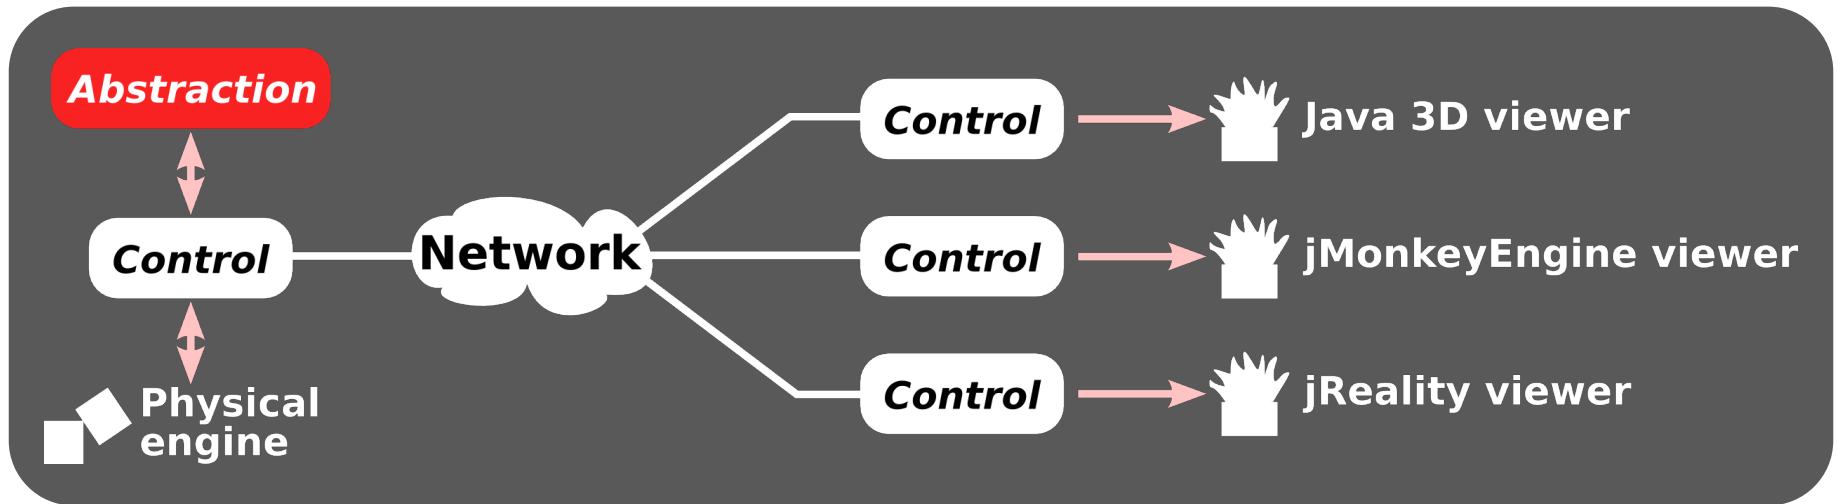 Abstraction
Control
Physical
engine
Network
Control
Java 3D viewer
Control
jMonkeyEngine viewer
Control
jReality viewer